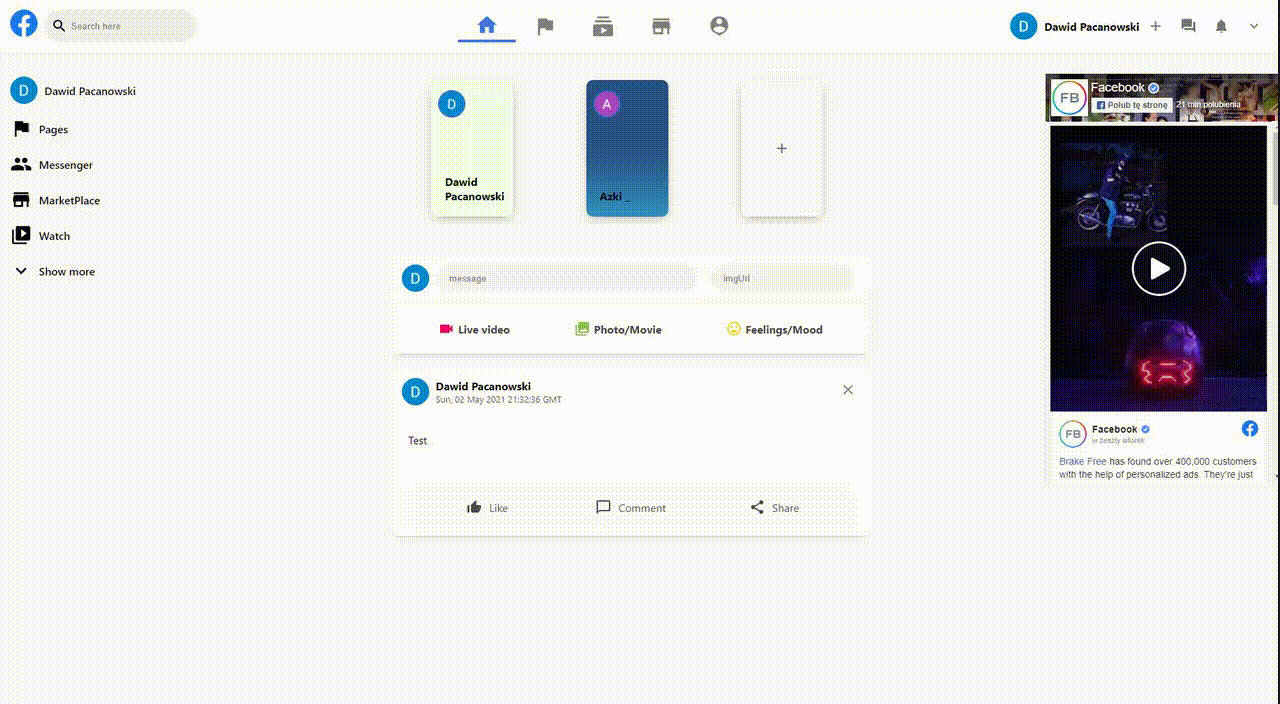 Search here
D Dawid Pacanowski
D Dawid Pacanowski
Pages
Messenger
MarketPlace
Watch
Show more
D
Dawid
Pacanowski
A
Azki _
+
D message imgUrl
Live video Photo/Movie Feelings/Mood
D Dawid Pacanowski
Sun, 02 May 2021 21:32:36 GMT
Test
Like Comment Share
FB Facebook
Polub tę stronę 21 mln polubienia
FB Facebook
w zeszły wtorek
Brake Free has found over 400,000 customers
with the help of personalized ads. They're just